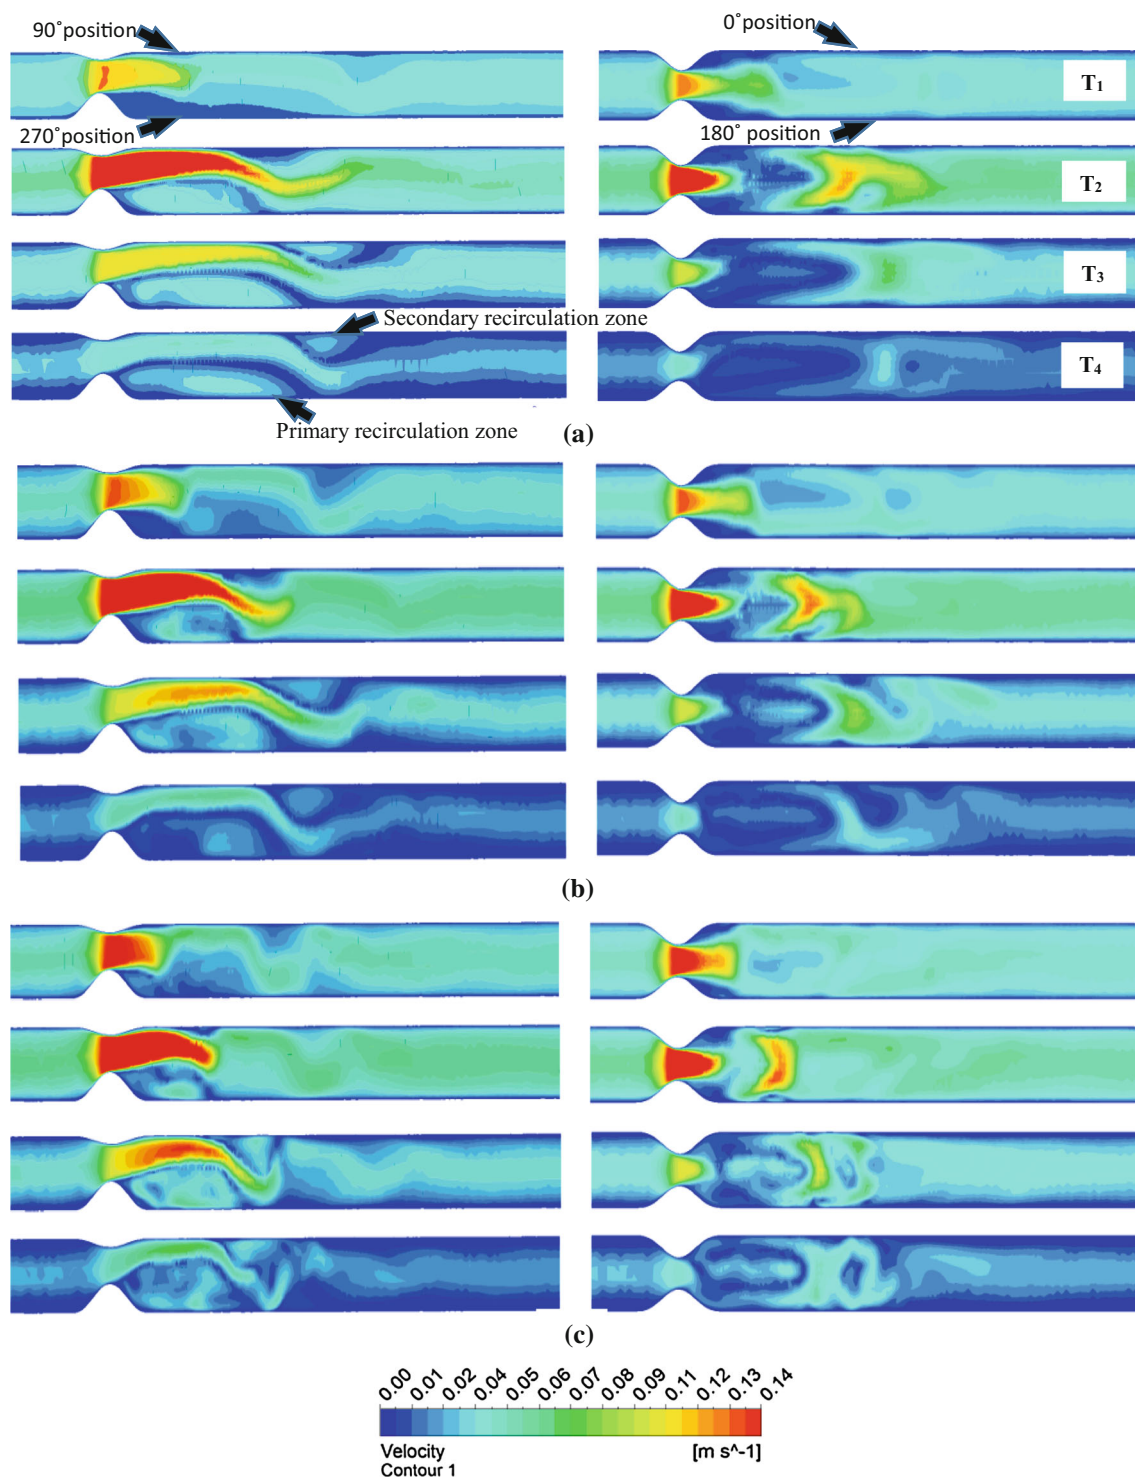 90˚position
0˚position
T1
270˚position
180˚ position
T2
T3
Secondary recirculation zone
T4
Primary recirculation zone
(a)
(b)
(c)
0.00 0.01 0.02 0.04 0.05 0.06 0.07 0.08 0.09 0.11 0.12 0.13 0.14
Velocity [m s^-1]
Contour 1